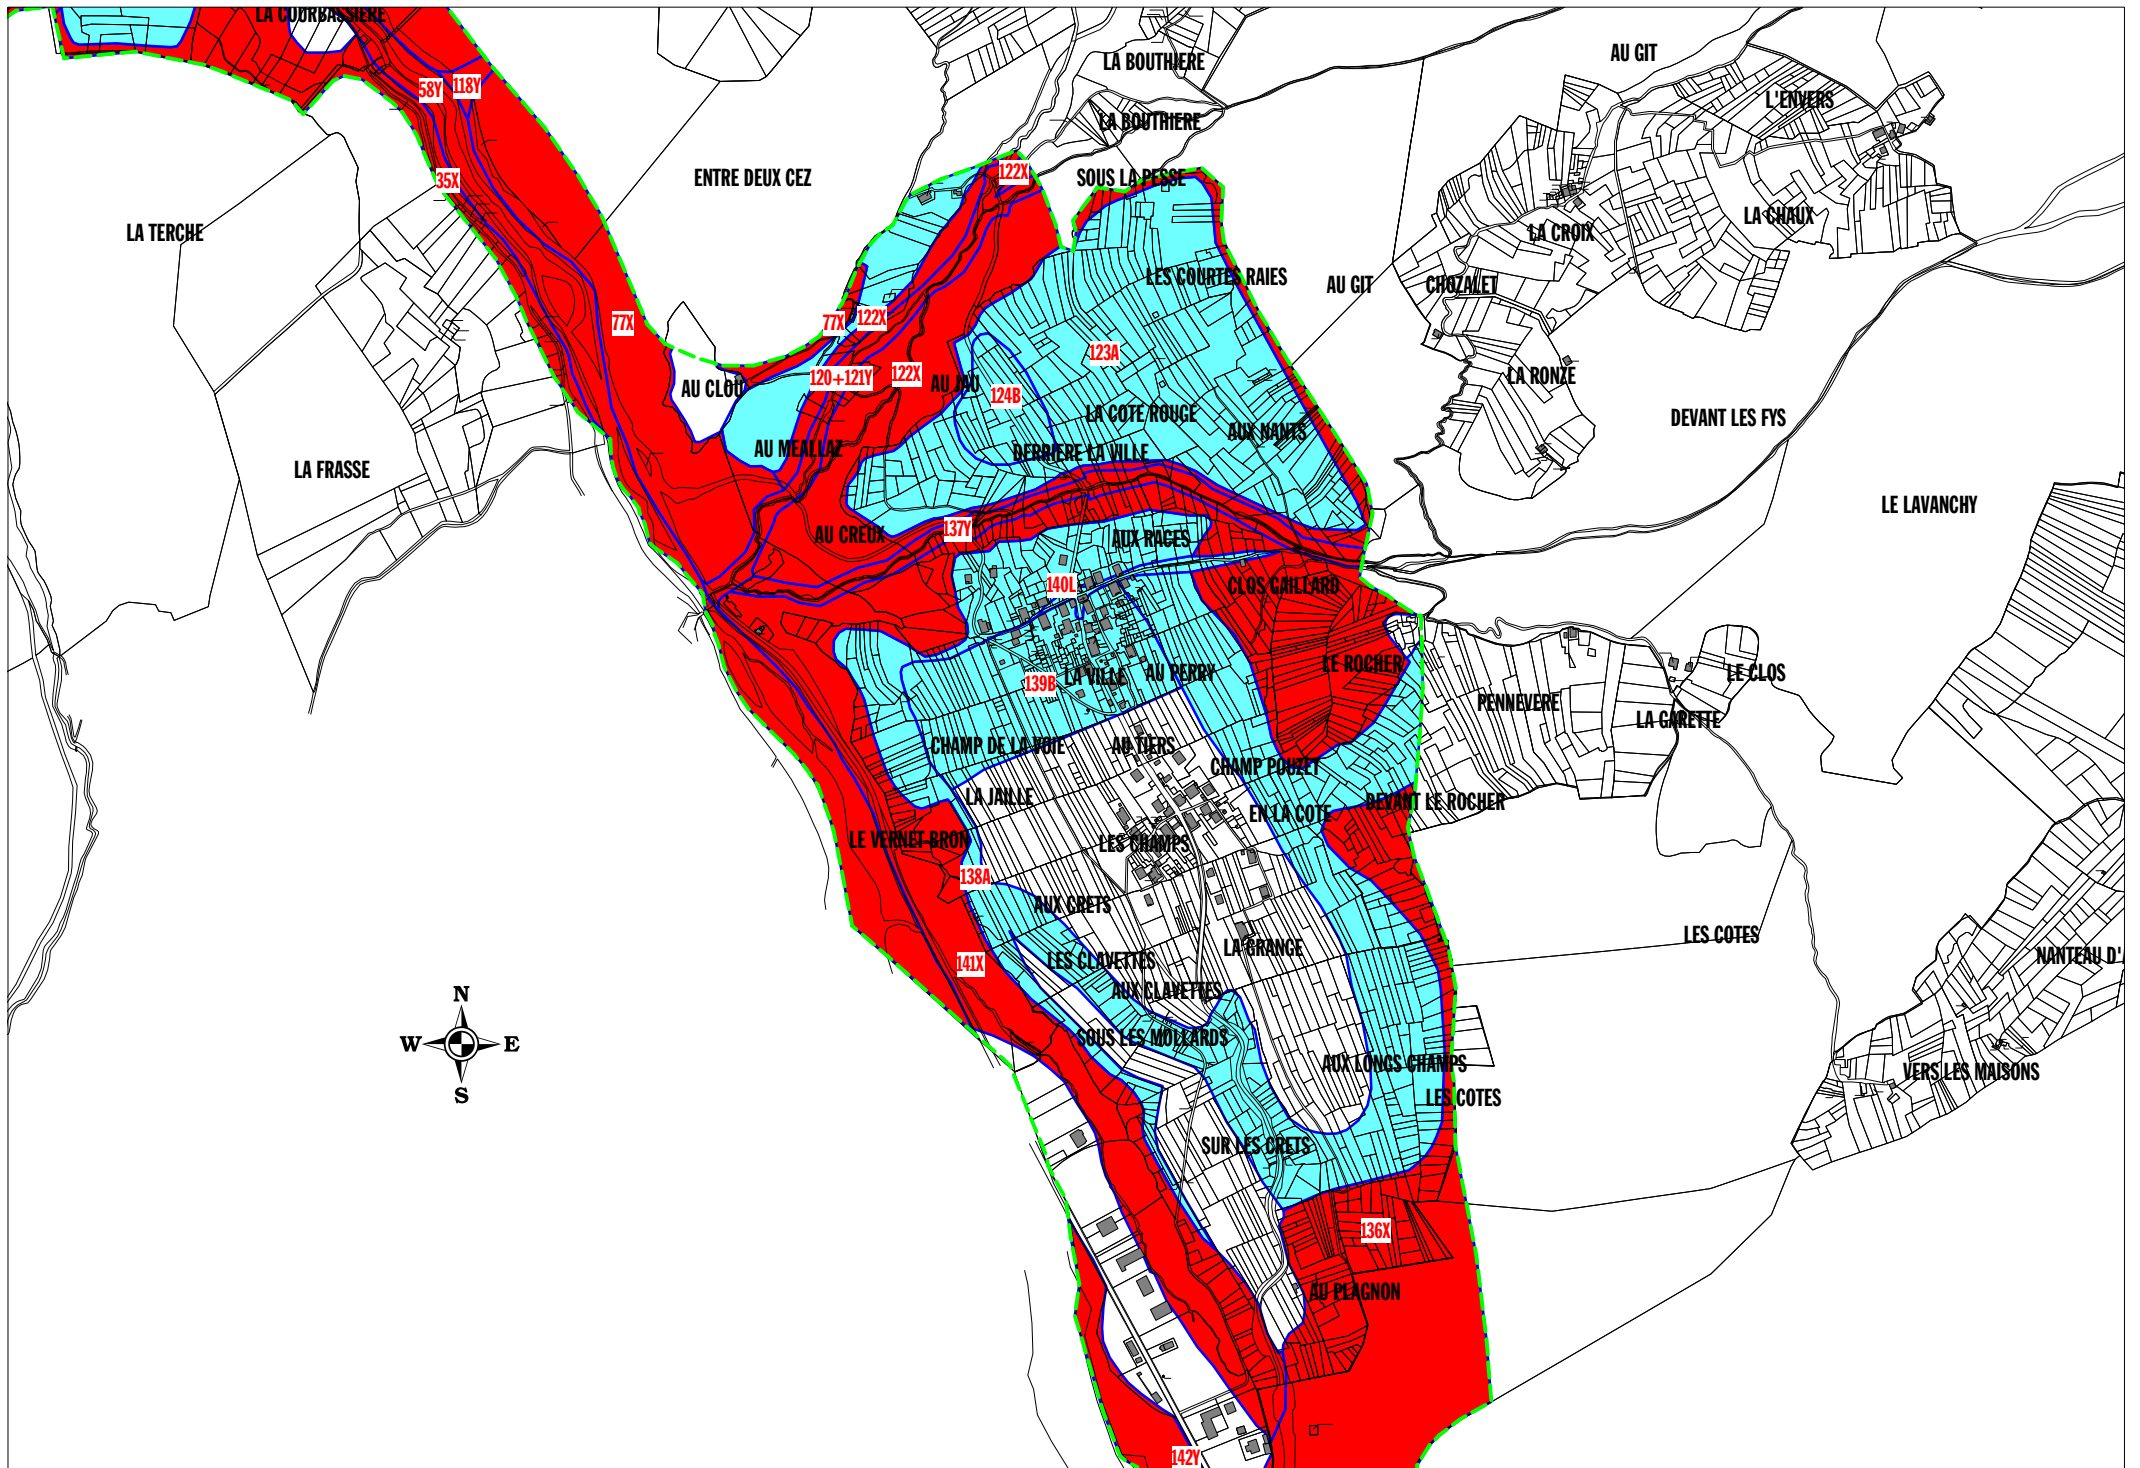 LA COURBASSIERE
AU GIT
LA BOUTHIERE
58Y
118Y
L'ENVERS
LA BOUTHIERE
122X
ENTRE DEUX CEZ
SOUS LA PESSE
35X
LA CHAUX
LA TERCHE
LA CROIX
LES COURTES RAIES
AU GIT
CHOZALET
77X
77X
122X
123A
120+121Y
122X
AU JAU
AU CLOU
124B
LA RONZE
LA COTE ROUGE
DEVANT LES FYS
AUX NANTS
AU MEALLAZ
DERRIERE LA VILLE
LA FRASSE
LE LAVANCHY
137Y
AU CREUX
AUX RACES
140L
CLOS GAILLARD
LE ROCHER
139B
LA VILLE
AU PERRY
LE CLOS
PENNEVERE
LA GARETTE
CHAMP DE LA VOIE
AU TIERS
CHAMP POUZET
LA JAILLE
DEVANT LE ROCHER
EN LA COTE
LE VERNET-BRON
LES CHAMPS
138A
AUX CRETS
LES COTES
LA GRANGE
NANTEAU D'A
141X
LES CLAVETTES
AUX CLAVETTES
N
W
E
S
SOUS LES MOLLARDS
AUX LONGS CHAMPS
VERS LES MAISONS
LES COTES
SUR LES CRETS
136X
AU PLAGNON
142Y